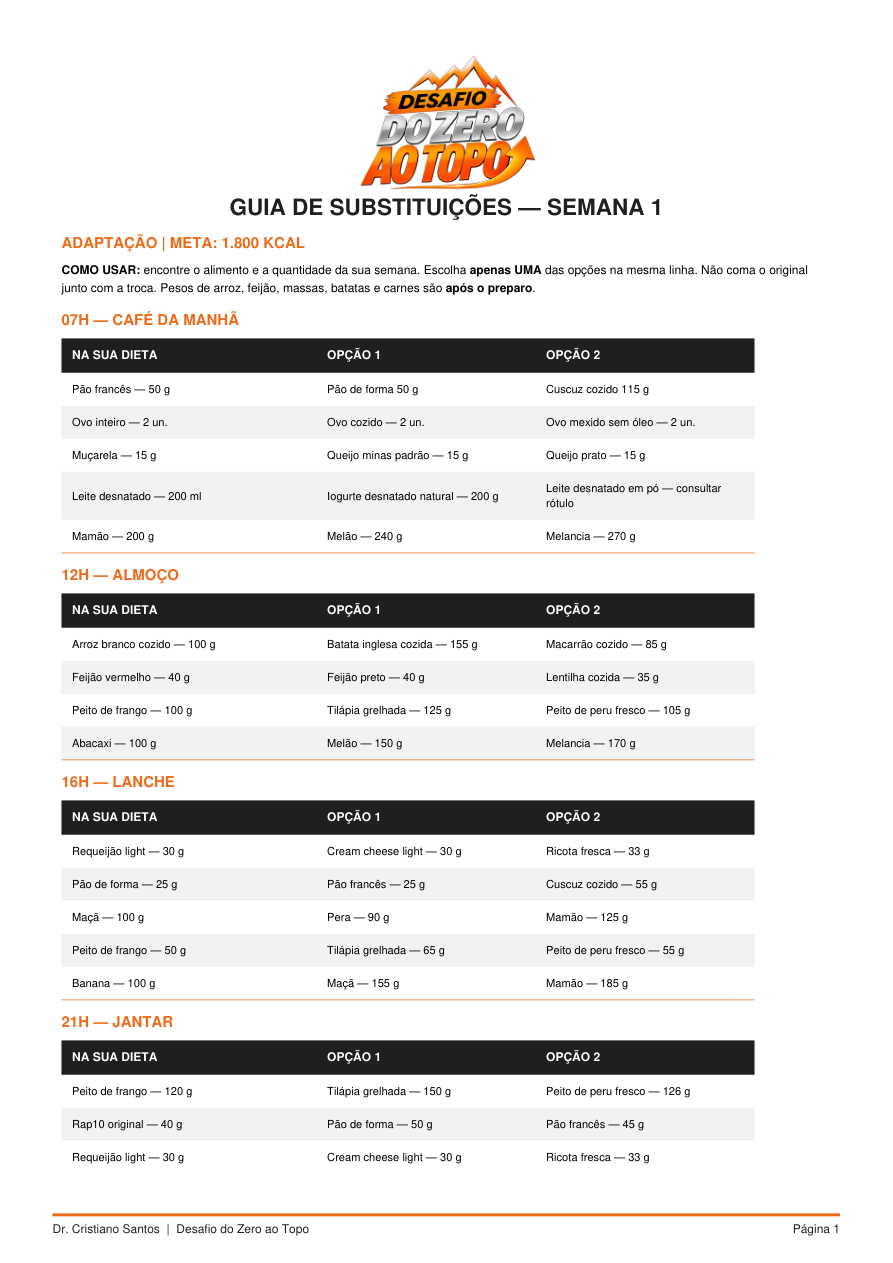 DESAFIO
DO ZERO
AO TOPO
GUIA DE SUBSTITUIÇÕES — SEMANA 1
ADAPTAÇÃO | META: 1.800 KCAL
COMO USAR: encontre o alimento e a quantidade da sua semana. Escolha apenas UMA das opções na mesma linha. Não coma o original
junto com a troca. Pesos de arroz, feijão, massas, batatas e carnes são após o preparo.
07H — CAFÉ DA MANHÃ
NA SUA DIETA OPÇÃO 1 OPÇÃO 2
Pão francês — 50 g Pão de forma 50 g Cuscuz cozido 115 g
Ovo inteiro — 2 un. Ovo cozido — 2 un. Ovo mexido sem óleo — 2 un.
Muçarela — 15 g Queijo minas padrão — 15 g Queijo prato — 15 g
Leite desnatado — 200 ml Iogurte desnatado natural — 200 g Leite desnatado em pó — consultar
rótulo
Mamão — 200 g Melão — 240 g Melancia — 270 g
12H — ALMOÇO
NA SUA DIETA OPÇÃO 1 OPÇÃO 2
Arroz branco cozido — 100 g Batata inglesa cozida — 155 g Macarrão cozido — 85 g
Feijão vermelho — 40 g Feijão preto — 40 g Lentilha cozida — 35 g
Peito de frango — 100 g Tilápia grelhada — 125 g Peito de peru fresco — 105 g
Abacaxi — 100 g Melão — 150 g Melancia — 170 g
16H — LANCHE
NA SUA DIETA OPÇÃO 1 OPÇÃO 2
Requeijão light — 30 g Cream cheese light — 30 g Ricota fresca — 33 g
Pão de forma — 25 g Pão francês — 25 g Cuscuz cozido — 55 g
Maçã — 100 g Pera — 90 g Mamão — 125 g
Peito de frango — 50 g Tilápia grelhada — 65 g Peito de peru fresco — 55 g
Banana — 100 g Maçã — 155 g Mamão — 185 g
21H — JANTAR
NA SUA DIETA OPÇÃO 1 OPÇÃO 2
Peito de frango — 120 g Tilápia grelhada — 150 g Peito de peru fresco — 126 g
Rap10 original — 40 g Pão de forma — 50 g Pão francês — 45 g
Requeijão light — 30 g Cream cheese light — 30 g Ricota fresca — 33 g
Dr. Cristiano Santos | Desafio do Zero ao Topo Página 1